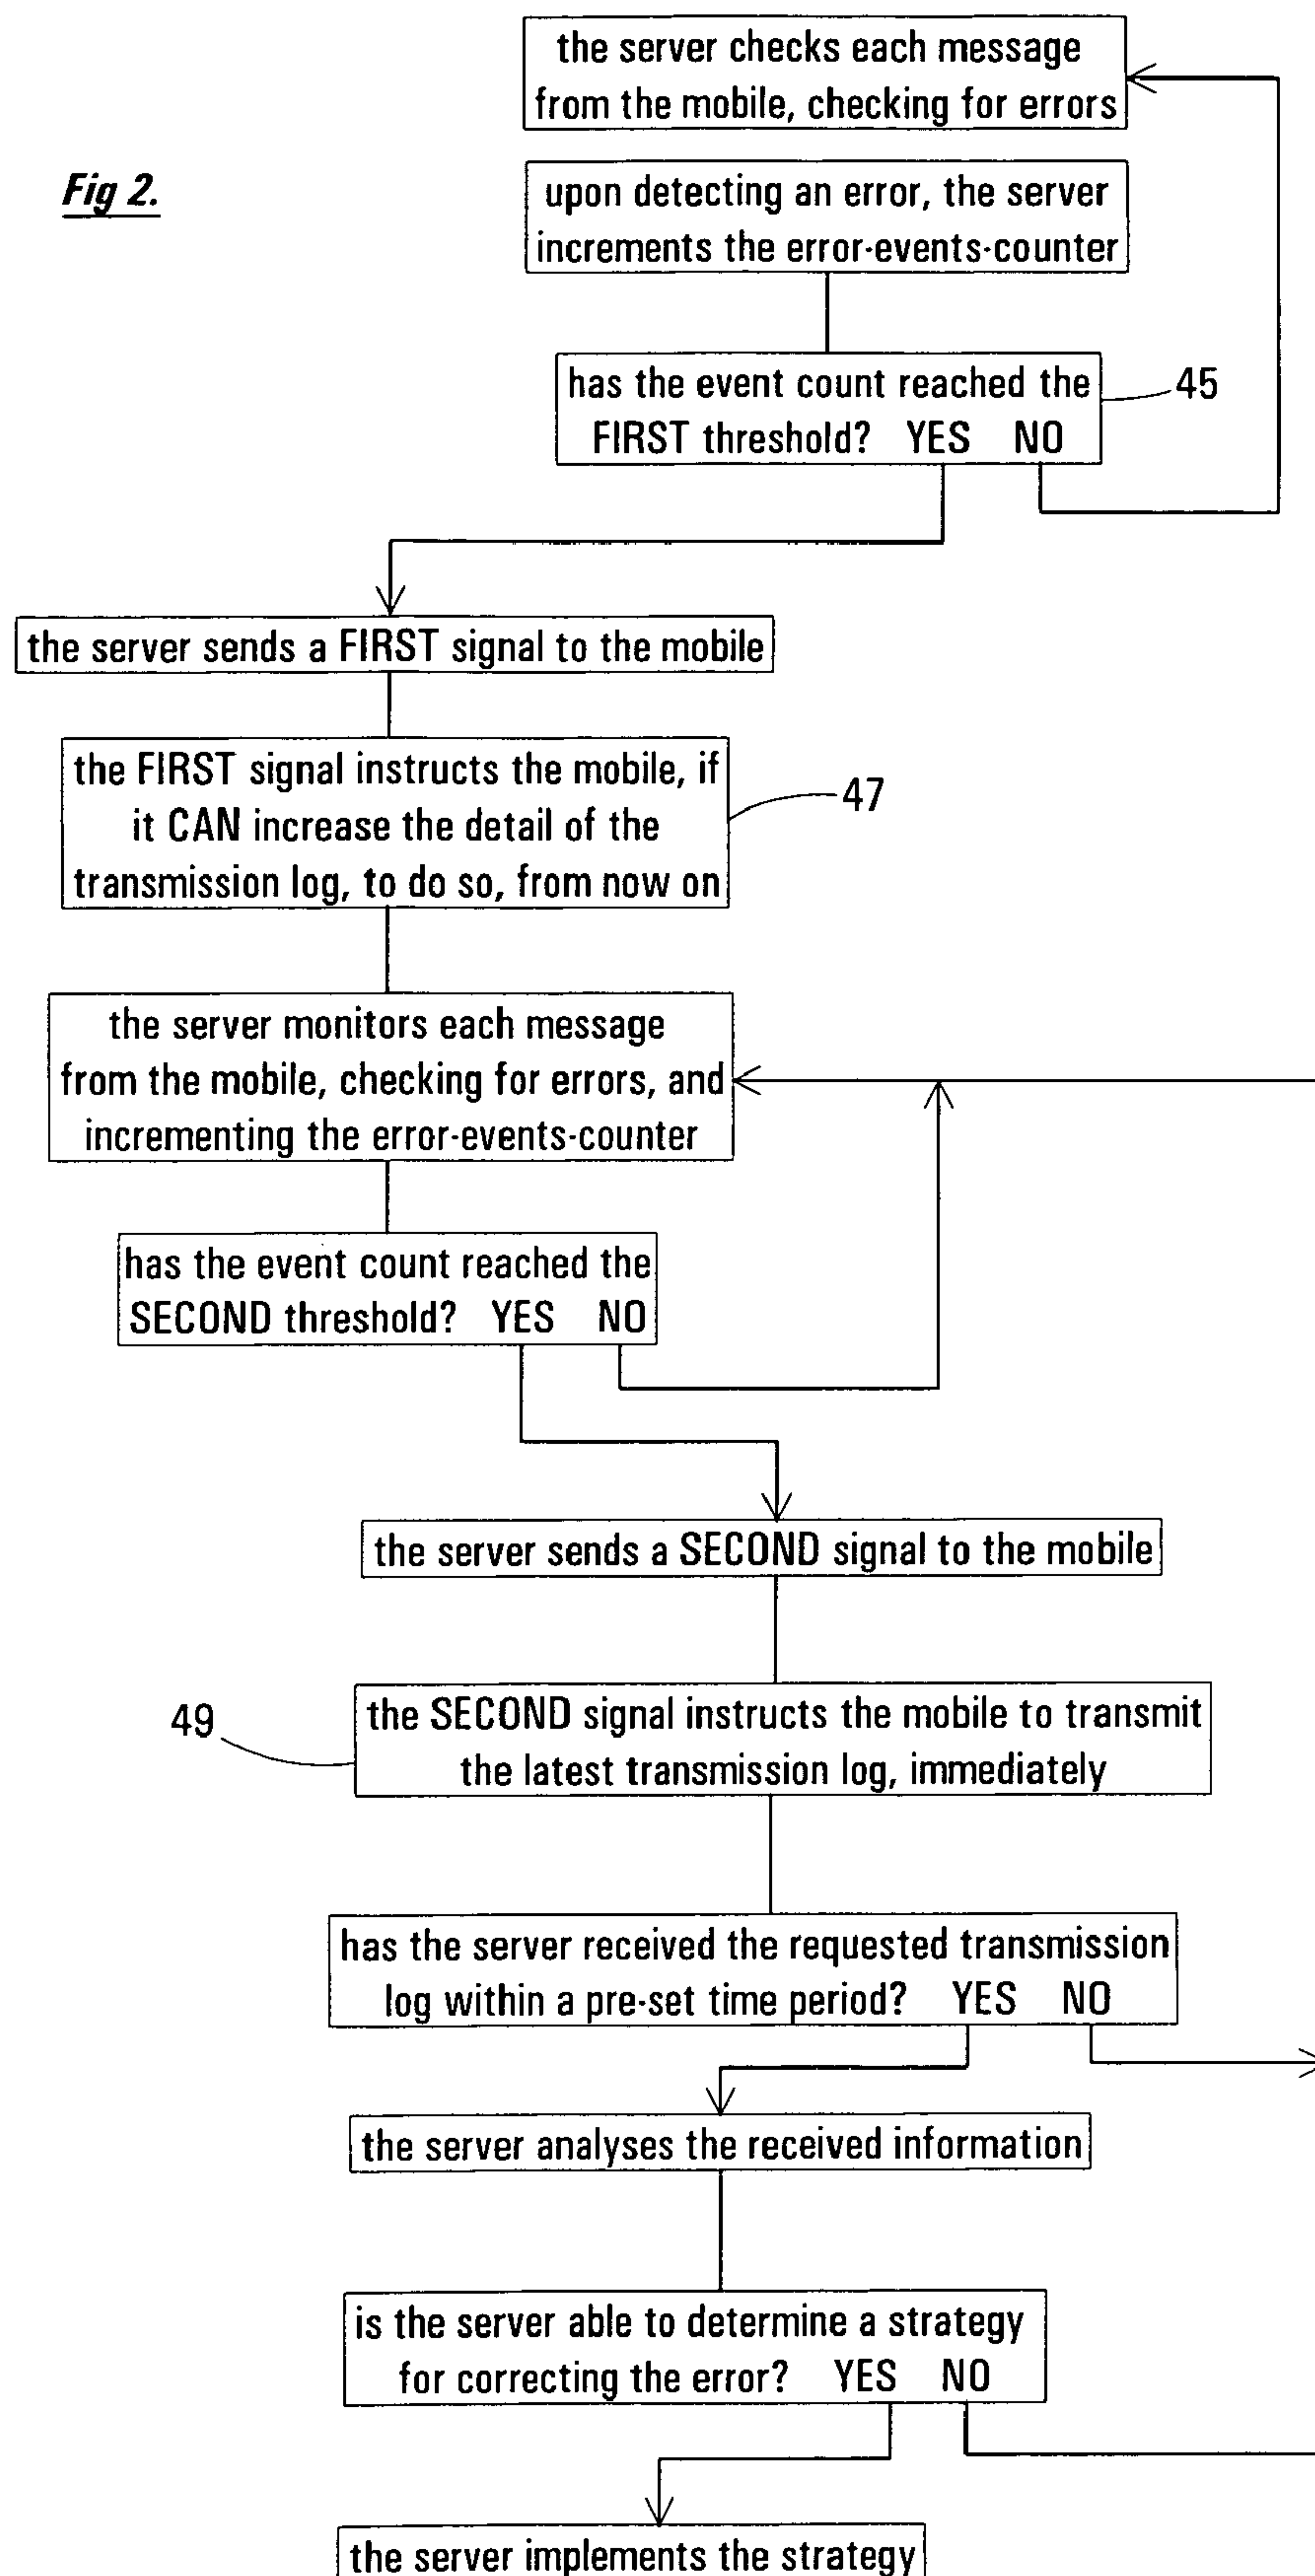 the server checks each message
from the mobile, checking for errors
Fig 2.
upon detecting an error, the server
increments the error-events-counter
has the event count reached the
FIRST threshold? YES NO
45
the server sends a FIRST signal to the mobile
the FIRST signal instructs the mobile, if
it CAN increase the detail of the
transmission log, to do so, from now on
47
the server monitors each message
from the mobile, checking for errors, and
incrementing the error-events-counter
has the event count reached the
SECOND threshold? YES NO
the server sends a SECOND signal to the mobile
49
the SECOND signal instructs the mobile to transmit
the latest transmission log, immediately
has the server received the requested transmission
log within a pre-set time period? YES NO
the server analyses the received information
is the server able to determine a strategy
for correcting the error? YES NO
the server implements the strategy